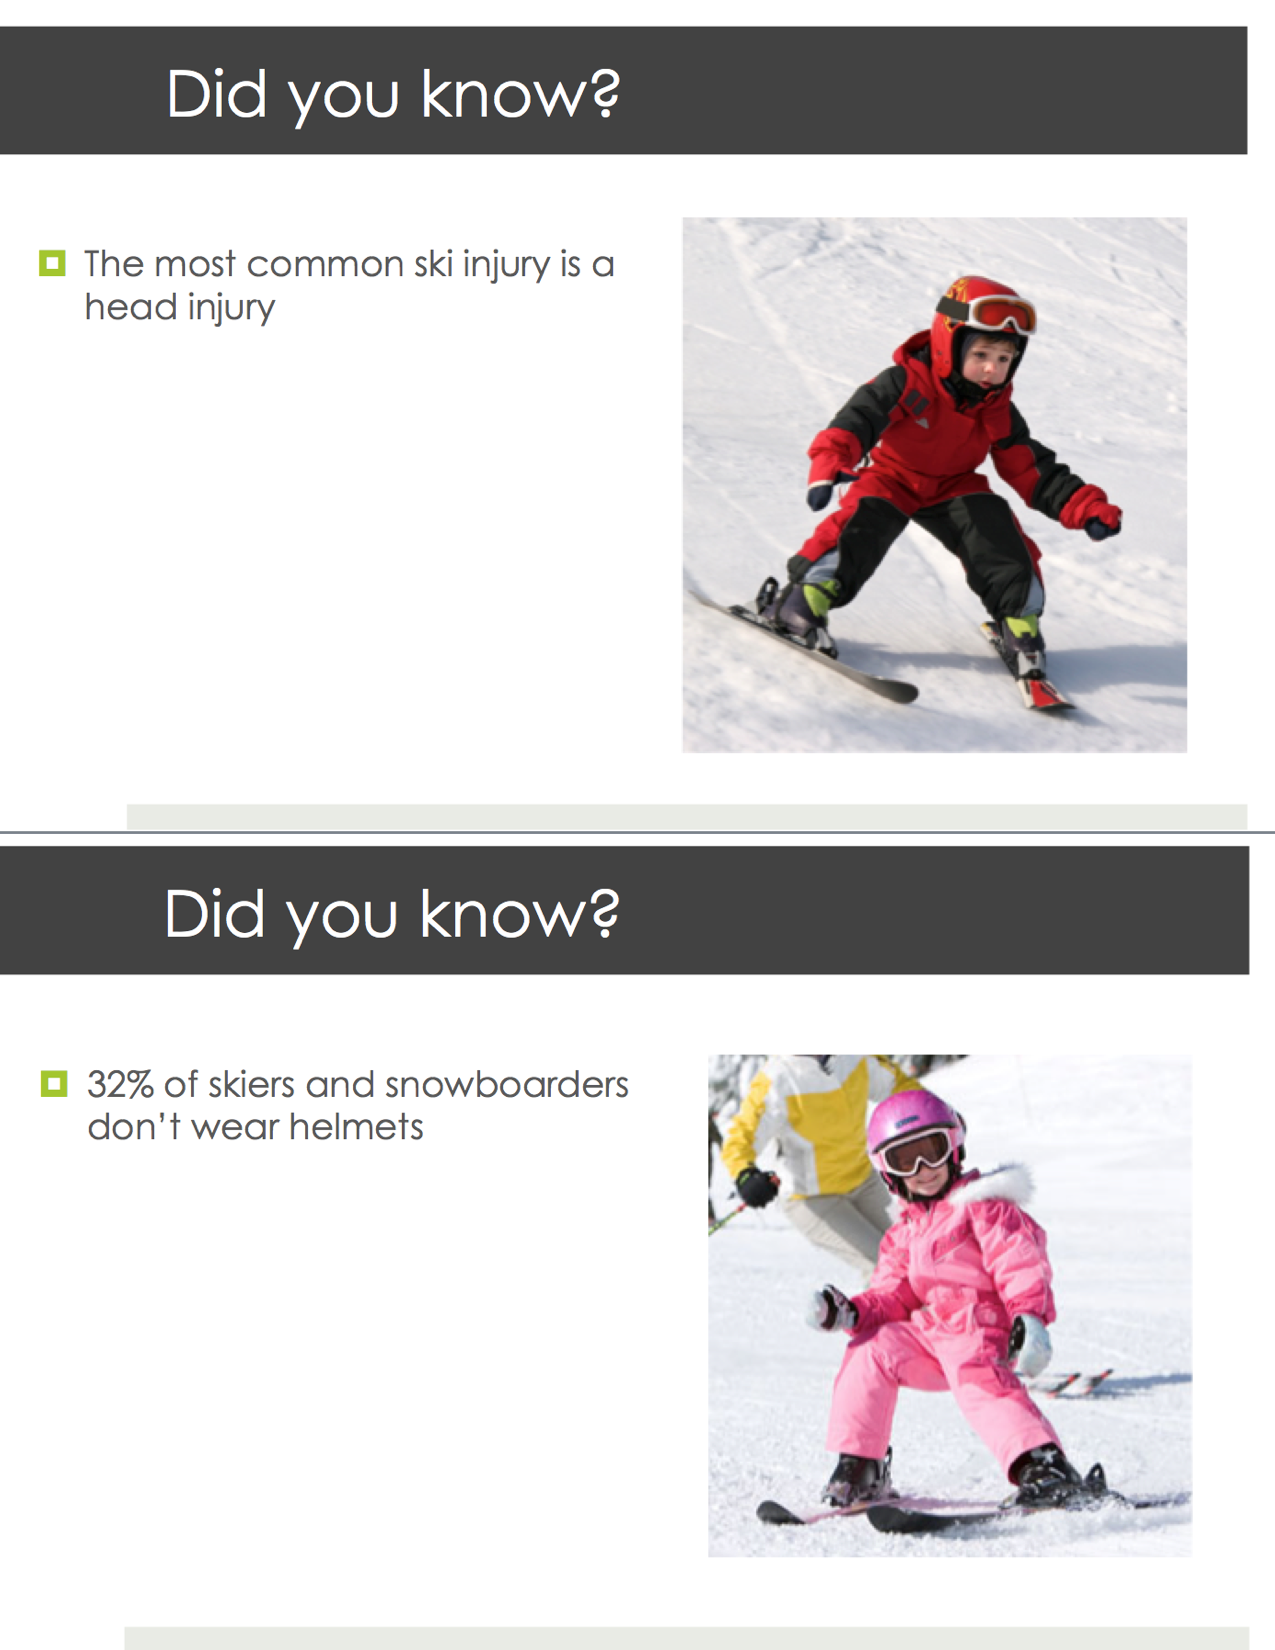 Did you know?
The most common ski injury is a
head injury
Did you know?
32% of skiers and snowboarders
don’t wear helmets